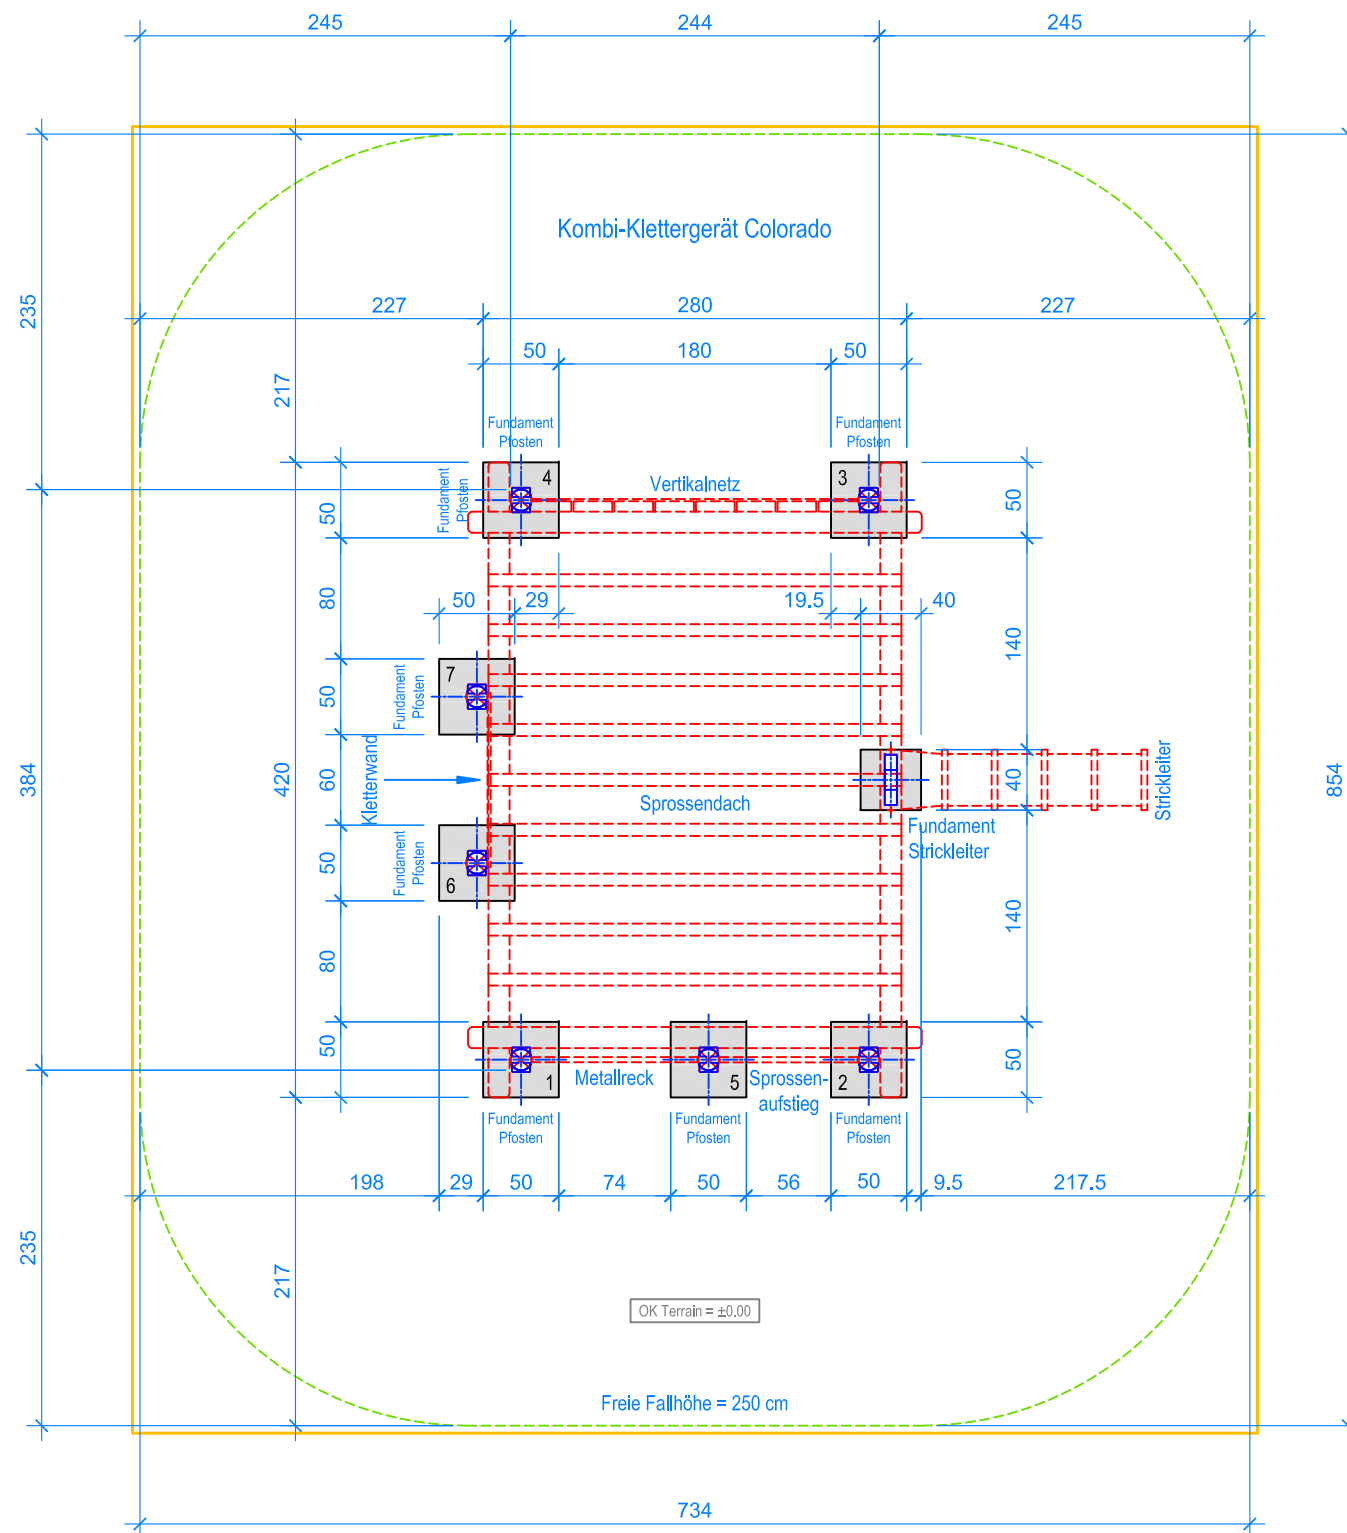 245
244
245
Kombi-Klettergerät Colorado
235
227
280
227
50
180
50
217
Fundament
Pfosten
Fundament
Pfosten
4
3
Vertikalnetz
Fundament
Pfosten
50
50
80
50
29
19.5
40
140
7
Fundament
Pfosten
50
384
420
60
Kletterwand
Sprossendach
40
Strickleiter
854
Fundament
Strickleiter
Fundament
Pfosten
50
6
140
80
50
50
1
Metallreck
5
Sprossen-
aufstieg
2
Fundament
Pfosten
Fundament
Pfosten
Fundament
Pfosten
198
29
50
74
50
56
50
9.5
217.5
235
217
OK Terrain = ±0.00
Freie Fallhöhe = 250 cm
734